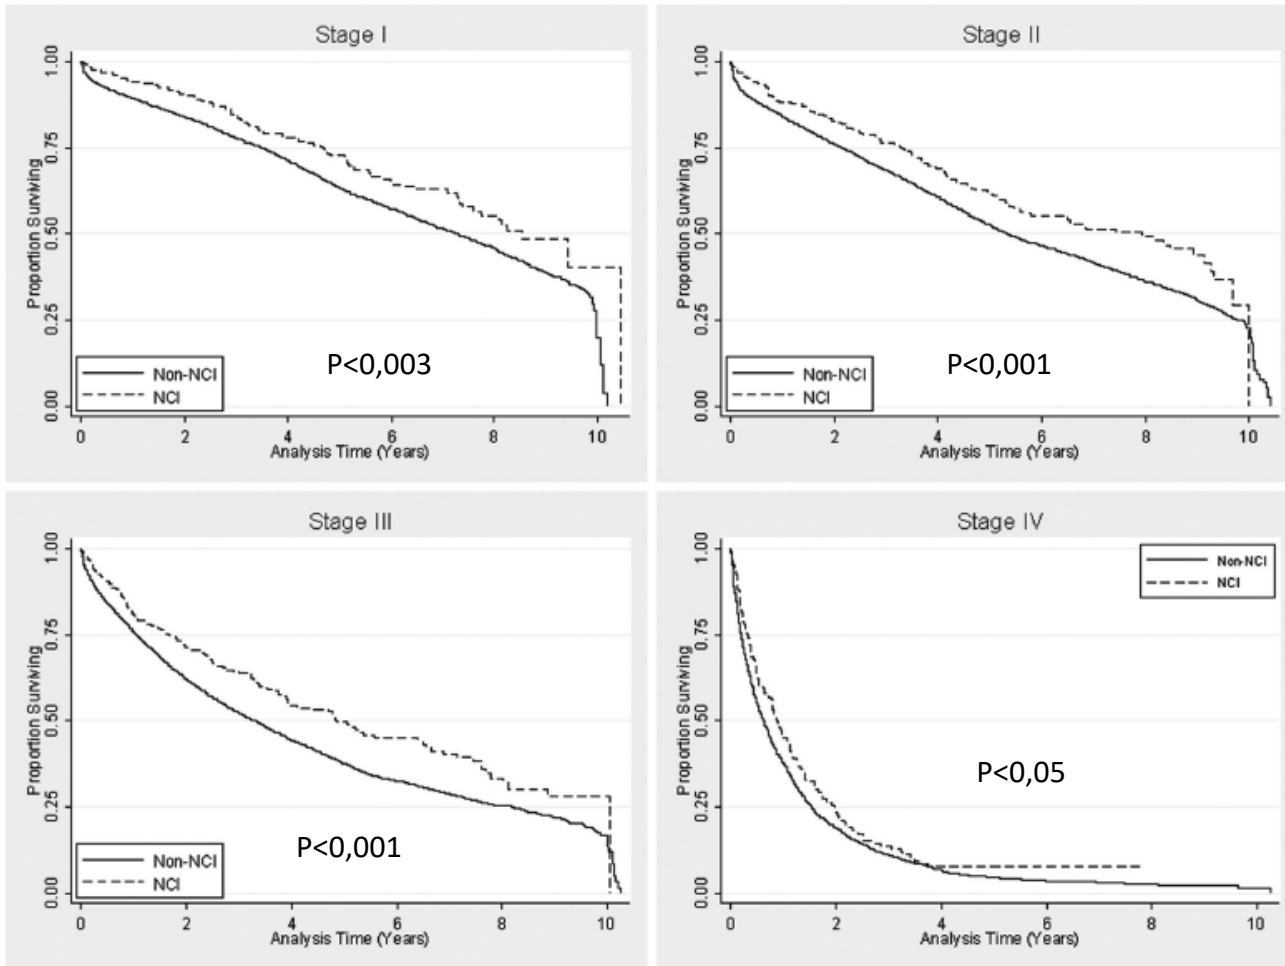 Stage I
Proportion Surviving
1.00
0.75
0.50
0.25
0.00
P<0,003
Non-NCI
NCI
0 2 4 6 8 10
Analysis Time (Years)
Stage II
Proportion Surviving
1.00
0.75
0.50
0.25
0.00
P<0,001
Non-NCI
NCI
0 2 4 6 8 10
Analysis Time (Years)
Stage III
Proportion Surviving
1.00
0.75
0.50
0.25
0.00
P<0,001
Non-NCI
NCI
0 2 4 6 8 10
Analysis Time (Years)
Stage IV
Proportion Surviving
1.00
0.75
0.50
0.25
0.00
Non-NCI
NCI
P<0,05
0 2 4 6 8 10
Analysis Time (Years)